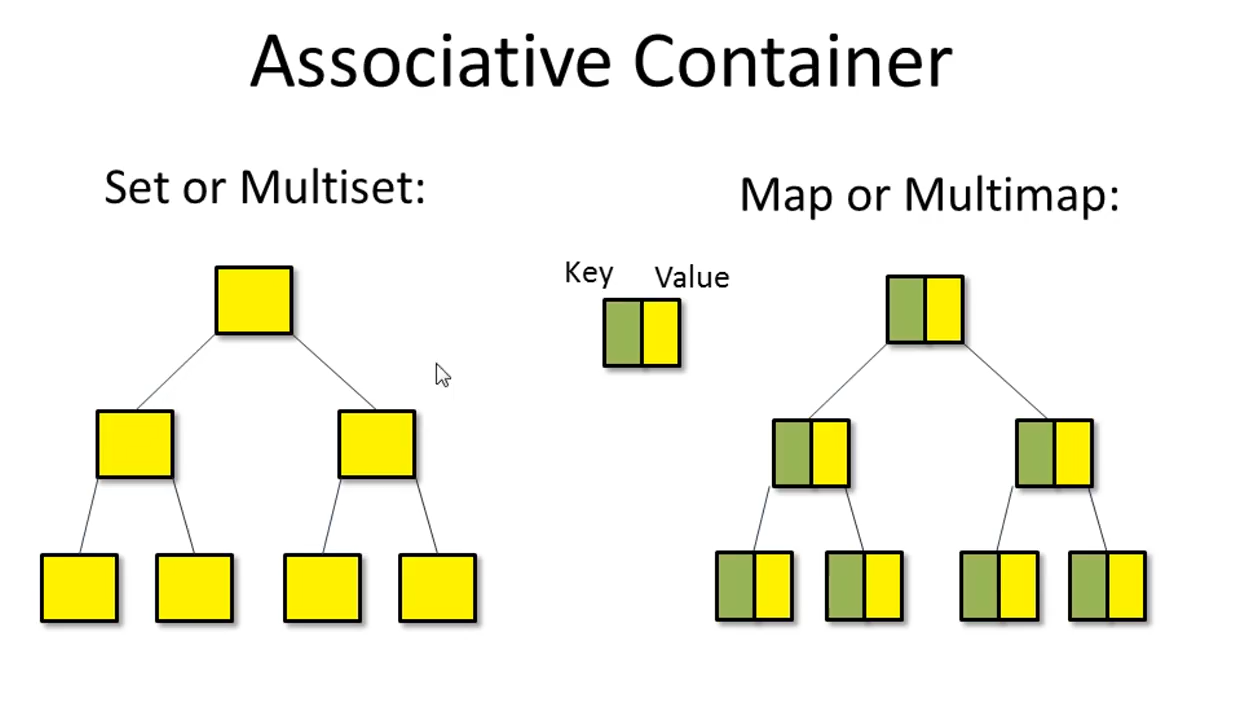 Associative Container
Set or Multiset:
Map or Multimap:
Key
Value